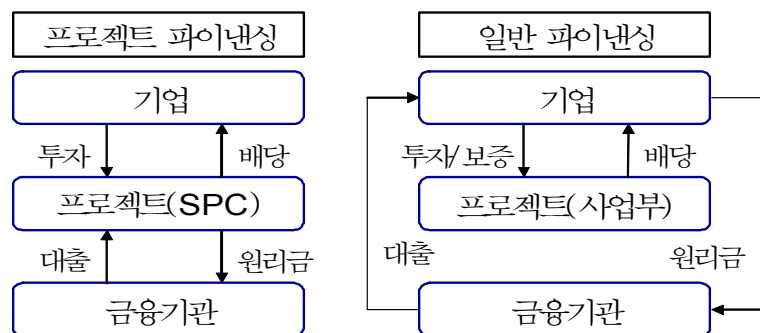 프로젝트 파이낸싱
기업
투자
배당
프로젝트(SPC)
대출
원리금
금융기관
일반 파이낸싱
기업
투자/보증
배당
프로젝트(사업부)
대출
원리금
금융기관